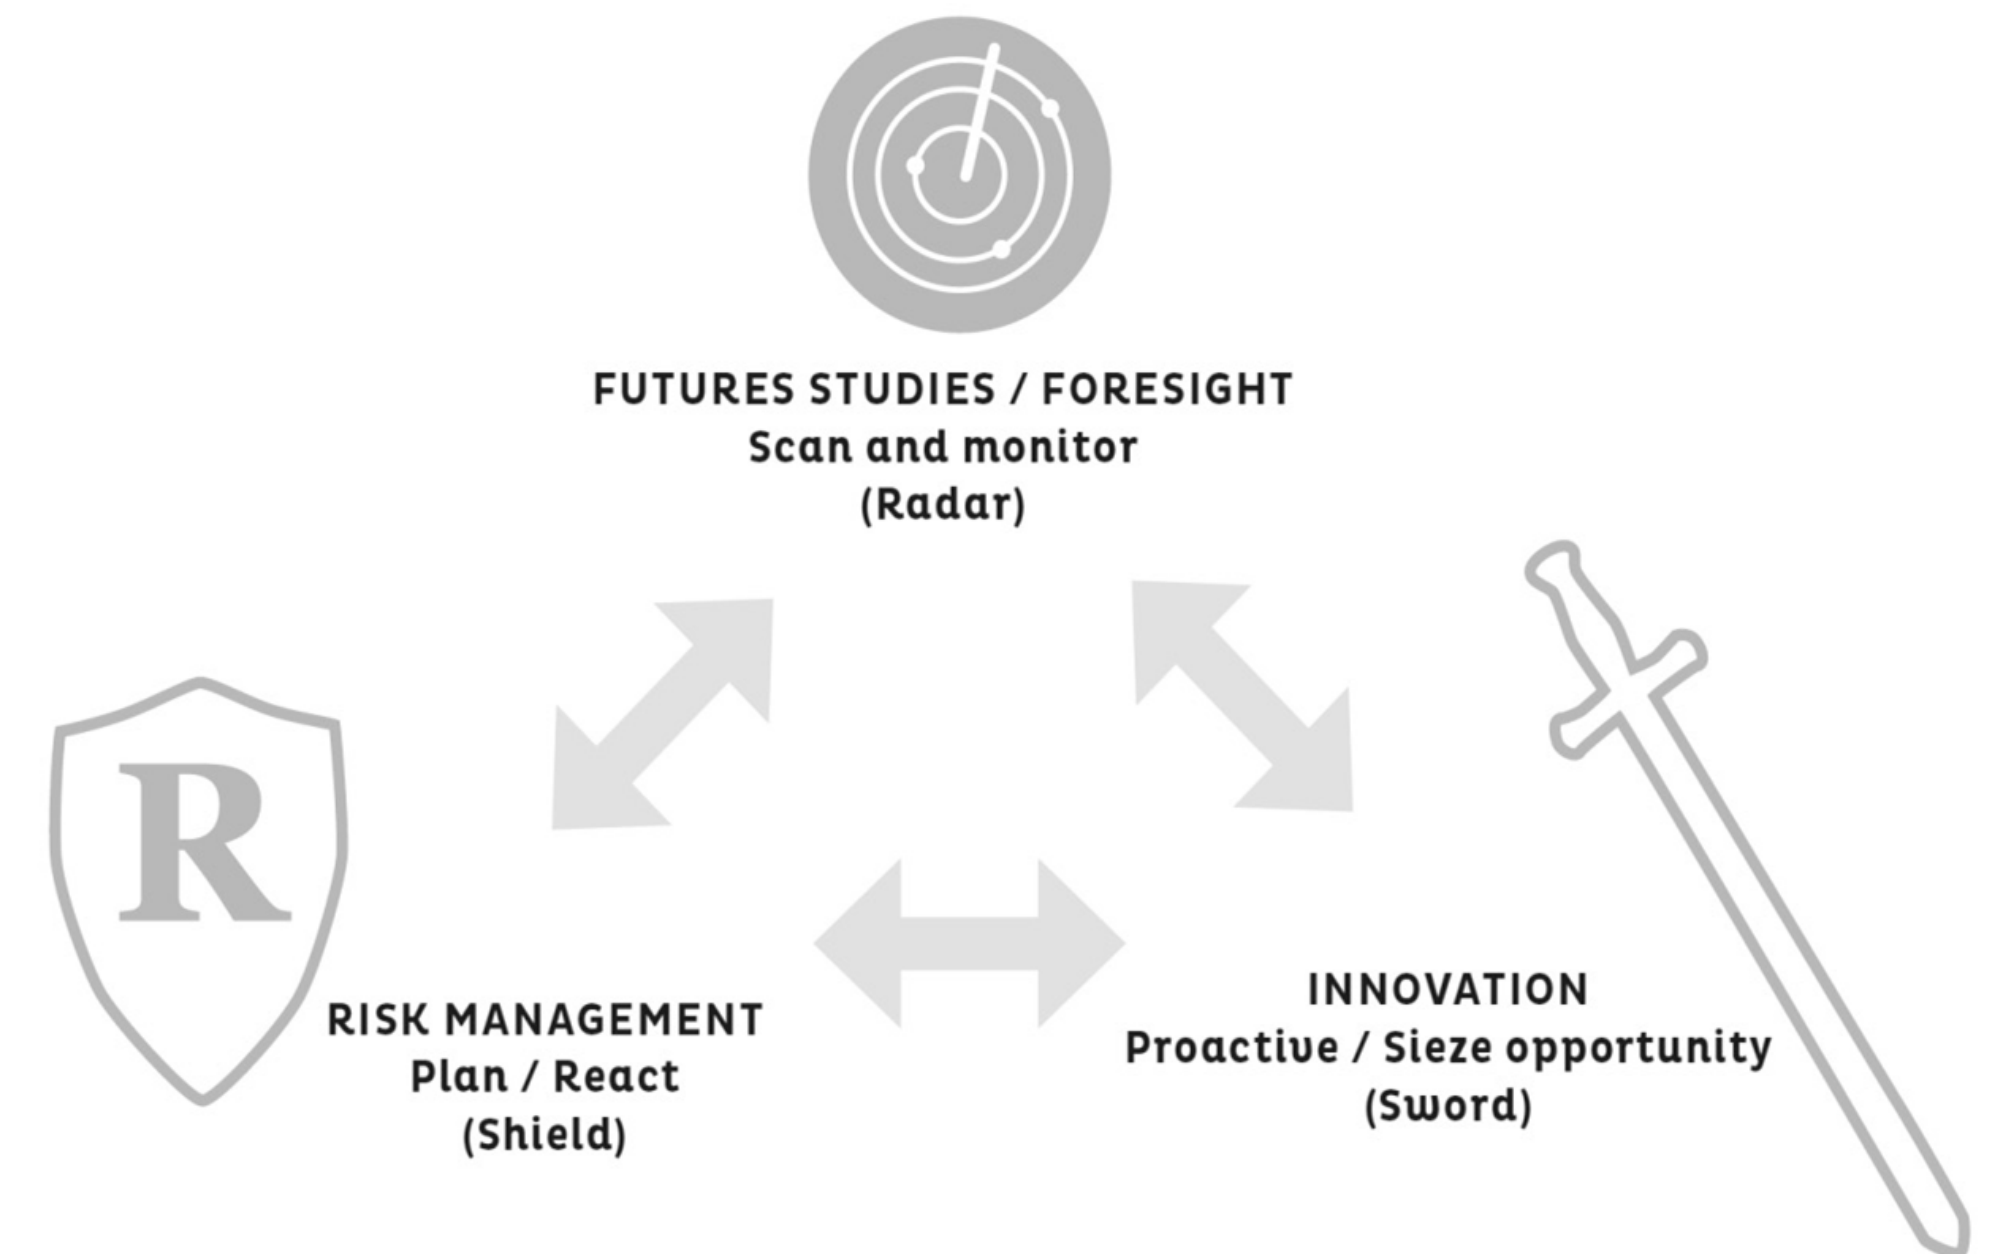 FUTURES STUDIES / FORESIGHT
Scan and monitor
(Radar)
R
RISK MANAGEMENT
Plan / React
(Shield)
INNOVATION
Proactive / Sieze opportunity
(Sword)